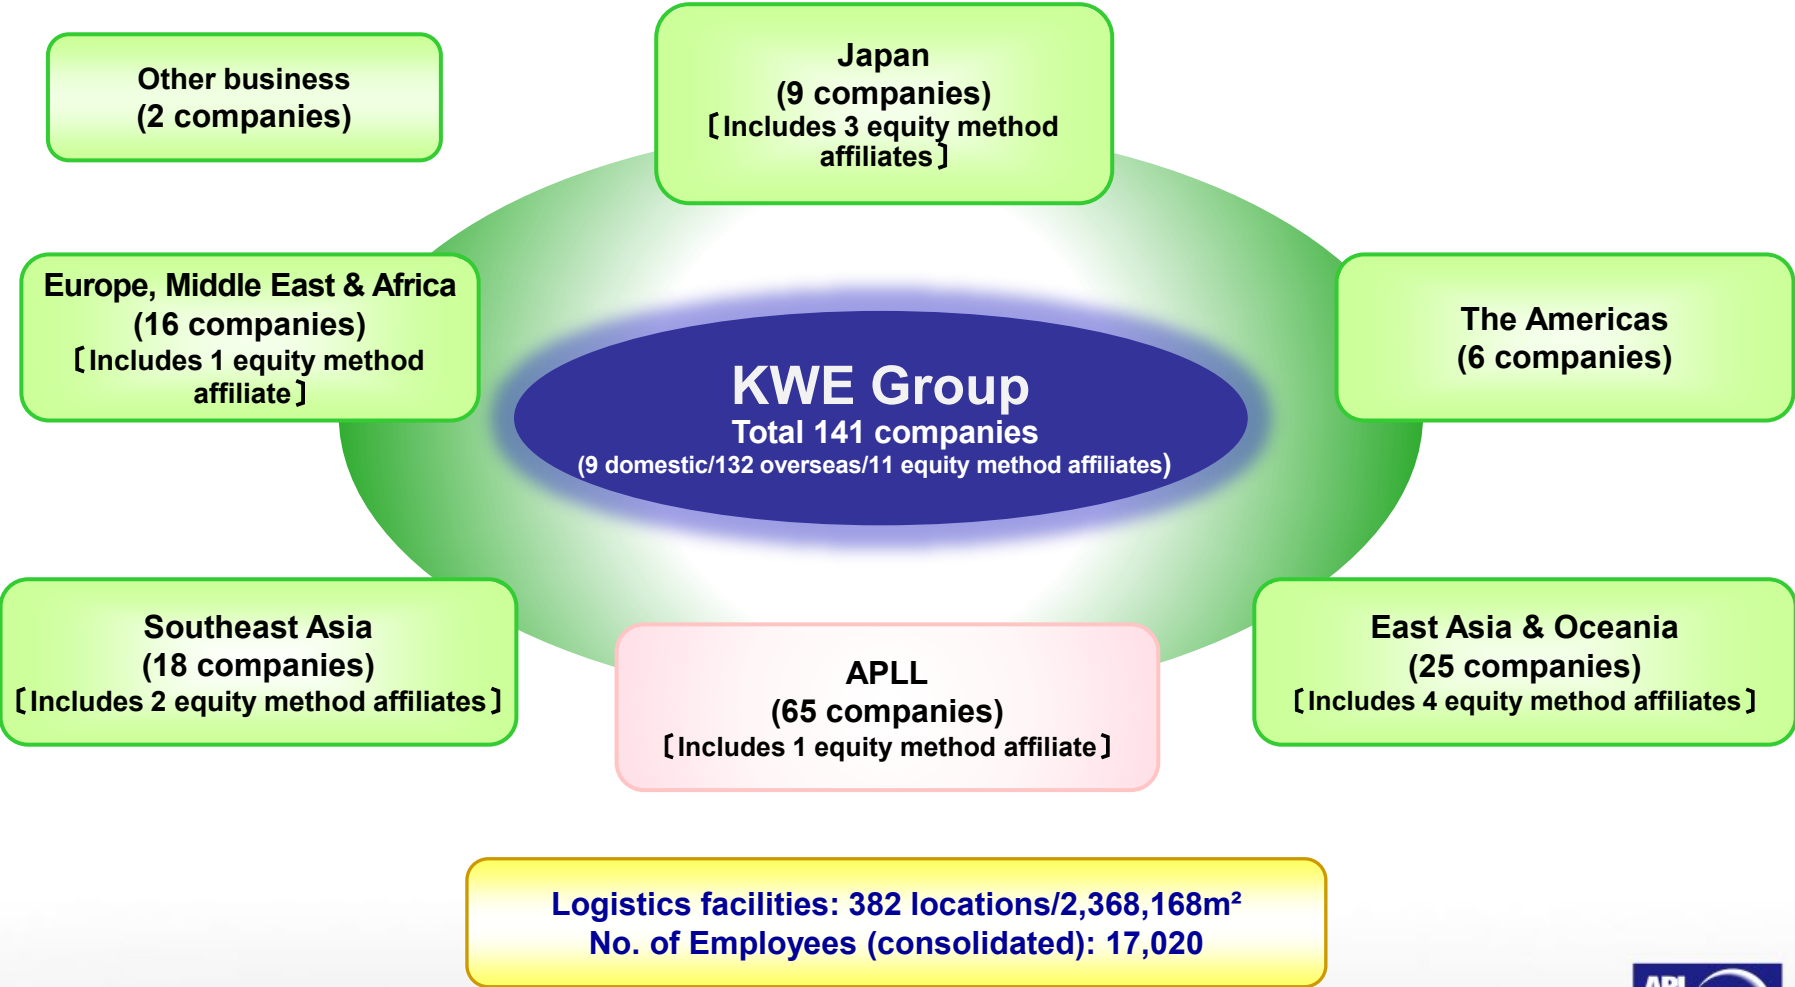 Other business
(2 companies)
Japan
(9 companies)
〔Includes 3 equity method
affiliates〕
Europe, Middle East & Africa
(16 companies)
〔Includes 1 equity method
affiliate〕
The Americas
(6 companies)
KWE Group
Total 141 companies
(9 domestic/132 overseas/11 equity method affiliates)
Southeast Asia
(18 companies)
〔Includes 2 equity method affiliates〕
APLL
(65 companies)
〔Includes 1 equity method affiliate〕
East Asia & Oceania
(25 companies)
〔Includes 4 equity method affiliates〕
Logistics facilities: 382 locations/2,368,168m²
No. of Employees (consolidated): 17,020